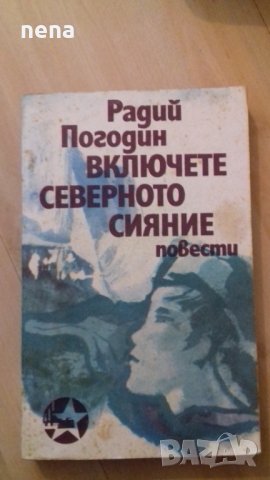 nena
Радий
Погодин
ВКЛЮЧЕТЕ
СЕВЕРНОТО
СИЯНИЕ
повести
BAZAR